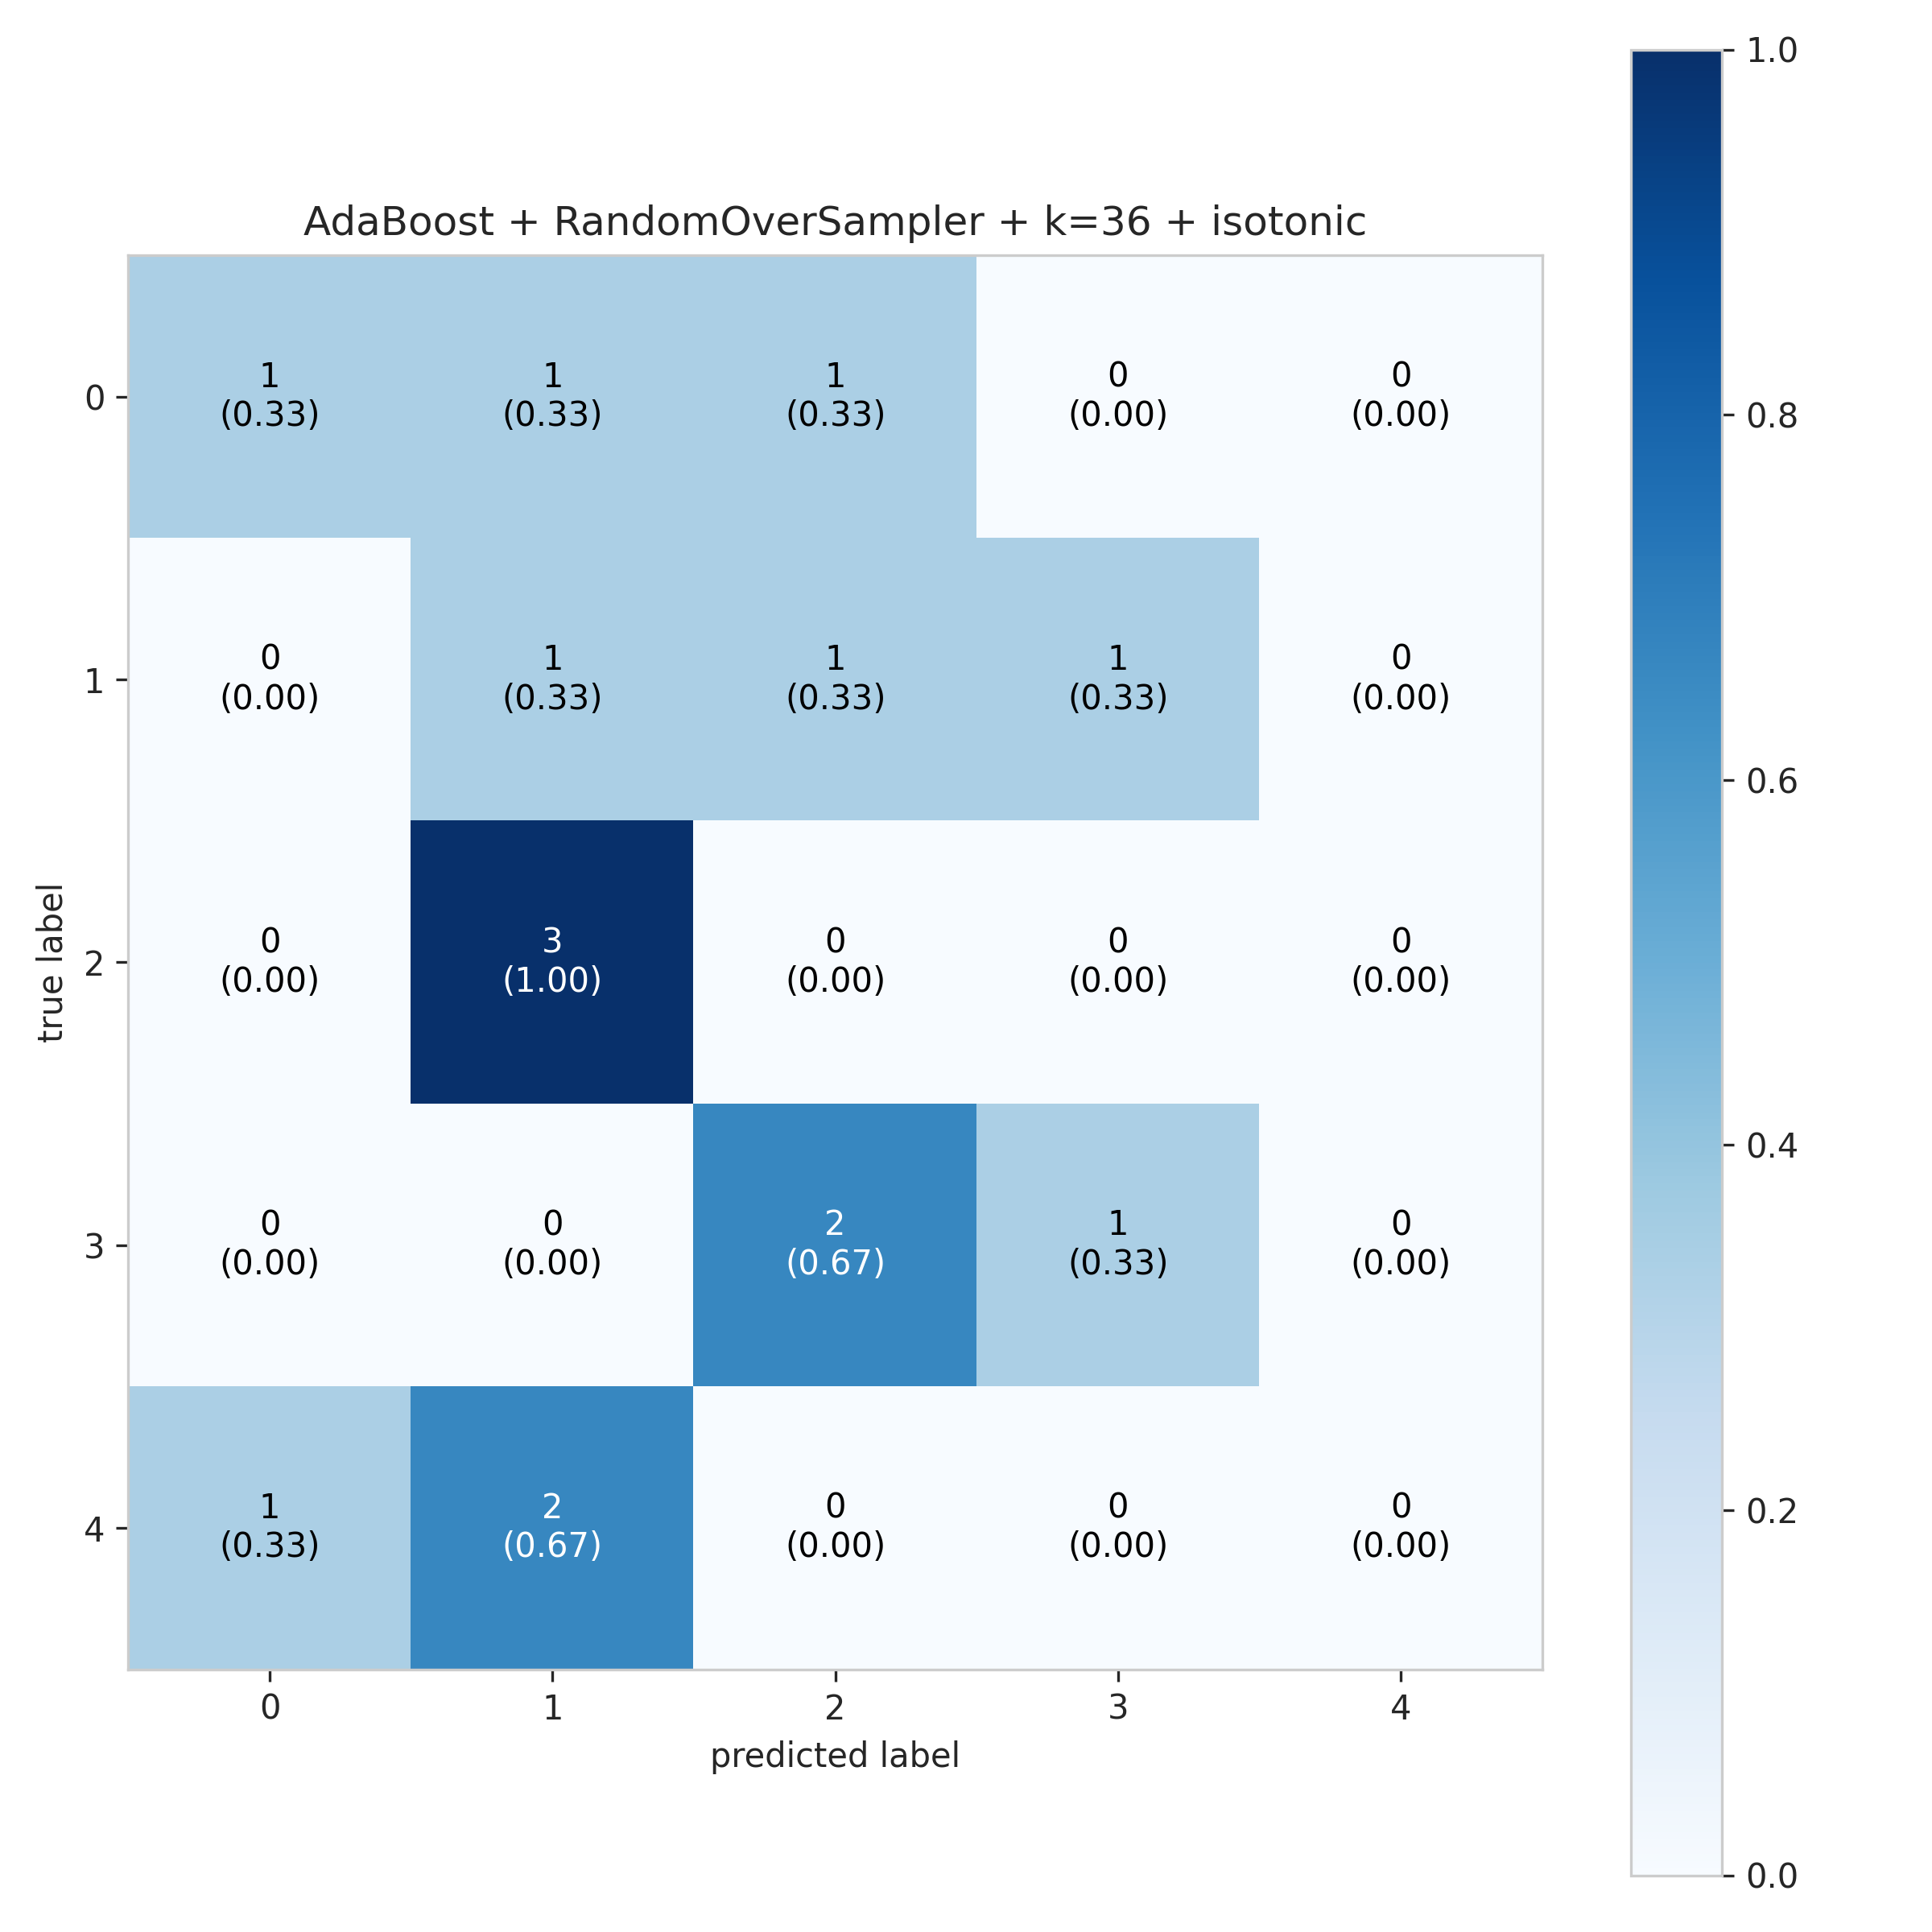 AdaBoost + RandomOverSampler + k=36 + isotonic
true label
0
1 1 1 0 0
(0.33) (0.33) (0.33) (0.00) (0.00)
1
0 1 1 1 0
(0.00) (0.33) (0.33) (0.33) (0.00)
2
0 3 0 0 0
(0.00) (1.00) (0.00) (0.00) (0.00)
3
0 0 2 1 0
(0.00) (0.00) (0.67) (0.33) (0.00)
4
1 2 0 0 0
(0.33) (0.67) (0.00) (0.00) (0.00)
0 1 2 3 4
predicted label
1.0
0.8
0.6
0.4
0.2
0.0